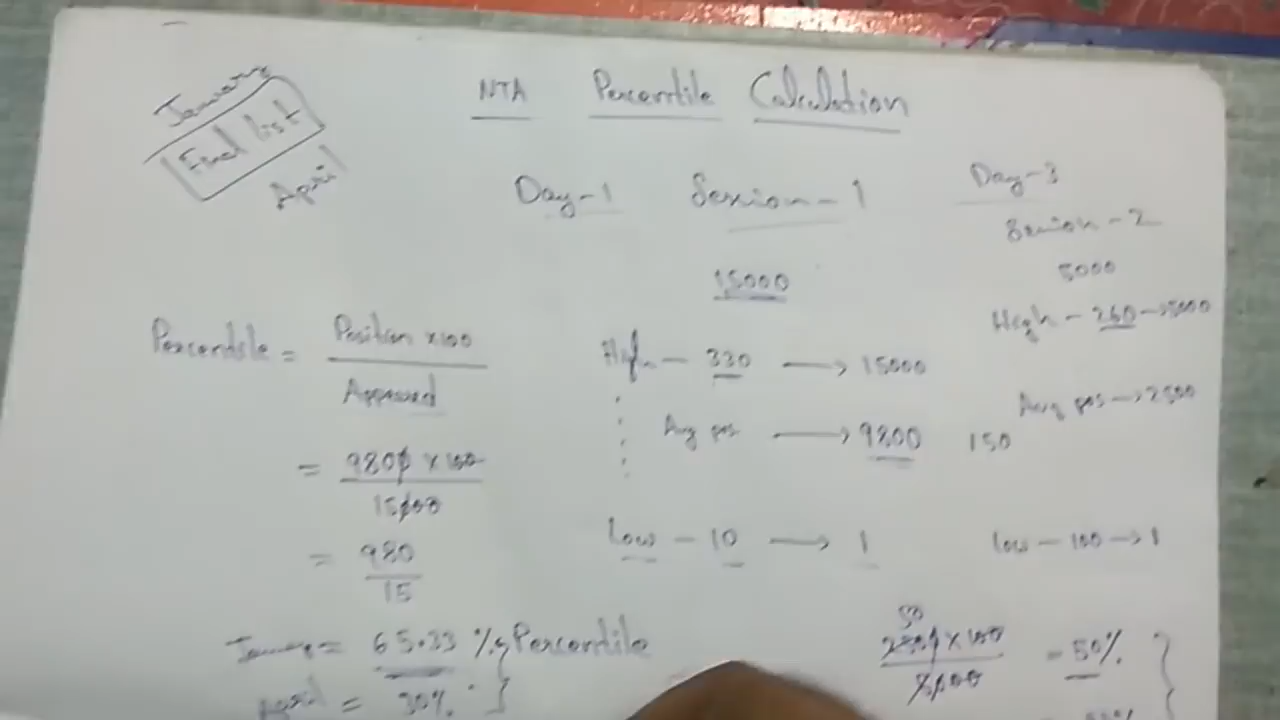 NTA Percentile Calculation
January
Final list
April
Day-1 Session-1
15000
High - 330 → 15000
Avg pos → 9800 150
Low - 10 → 1
Day-3
Session-2
5000
High - 260 → 5000
Avg pos → 2500
Low - 100 → 1
Percentile = Position x100
Appeared
= 9800 x 100
15000
= 980
15
January = 65.33 % Percentile
April = 30%
50
2500 x 100
5000
= 50%